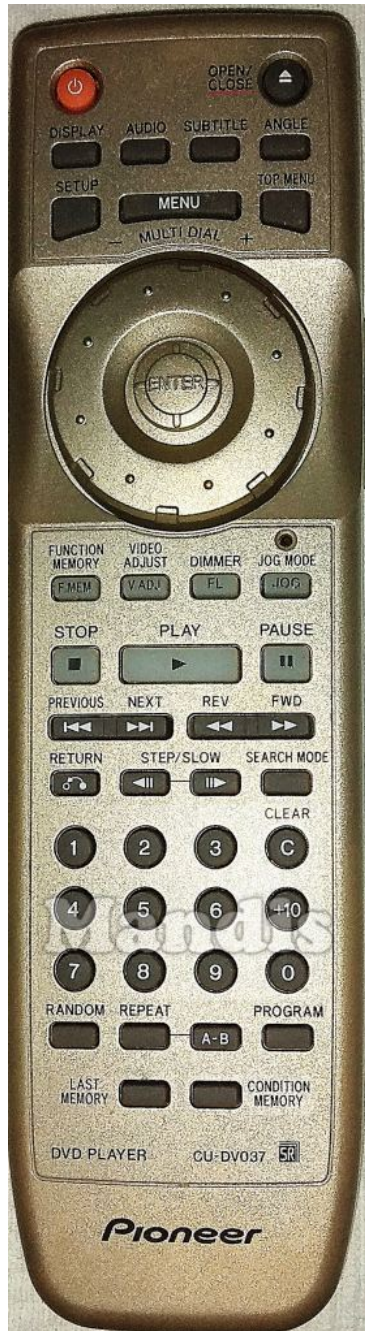 OPEN/
CLOSE
DISPLAY AUDIO SUBTITLE ANGLE
SETUP MENU TOP MENU
- MULTI DIAL +
ENTER
FUNCTION
MEMORY VIDEO
ADJUST DIMMER JOG MODE
F.MEM V.ADJ FL JOG
STOP PLAY PAUSE
PREVIOUS NEXT REV FWD
RETURN STEP/SLOW SEARCH MODE
CLEAR
1 2 3 C
4 5 6 +10
Mandis
7 8 9 0
RANDOM REPEAT A-B PROGRAM
LAST
MEMORY CONDITION
MEMORY
DVD PLAYER CU-DV037 SR
Pioneer